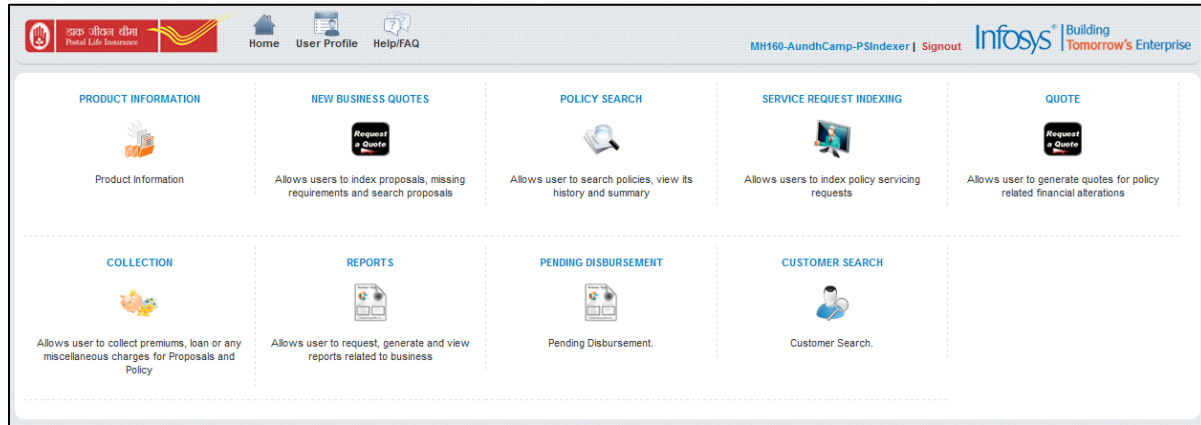 डाक जीवन बीमा
Postal Life Insurance
Home User Profile Help/FAQ
MH160-AundhCamp-PSIndexer | Signout
Infosys® | Building
Tomorrow's Enterprise
PRODUCT INFORMATION
Product Information
NEW BUSINESS QUOTES
Request
a Quote
Allows users to index proposals, missing
requirements and search proposals
POLICY SEARCH
Allows user to search policies, view its
history and summary
SERVICE REQUEST INDEXING
Allows users to index policy servicing
requests
QUOTE
Request
a Quote
Allows user to generate quotes for policy
related financial alterations
COLLECTION
Allows user to collect premiums, loan or any
miscellaneous charges for Proposals and
Policy
REPORTS
Allows user to request, generate and view
reports related to business
PENDING DISBURSEMENT
Pending Disbursement.
CUSTOMER SEARCH
Customer Search.